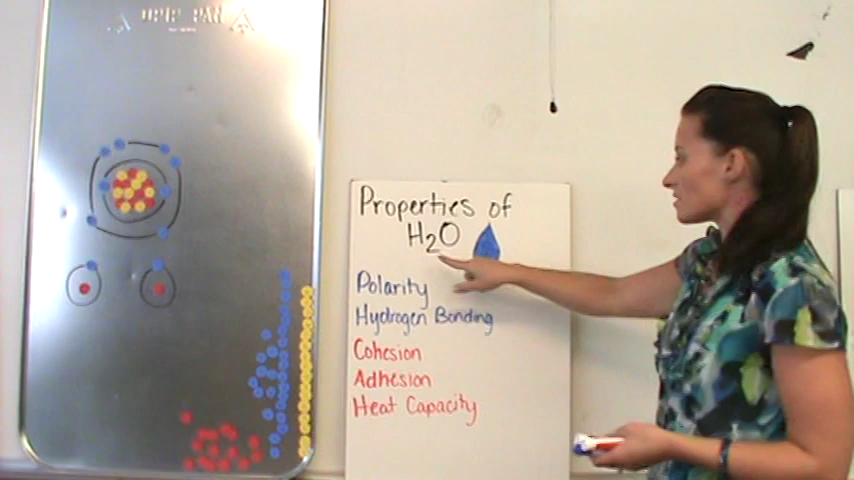 Properties of
H2O
Polarity
Hydrogen Bonding
Cohesion
Adhesion
Heat Capacity